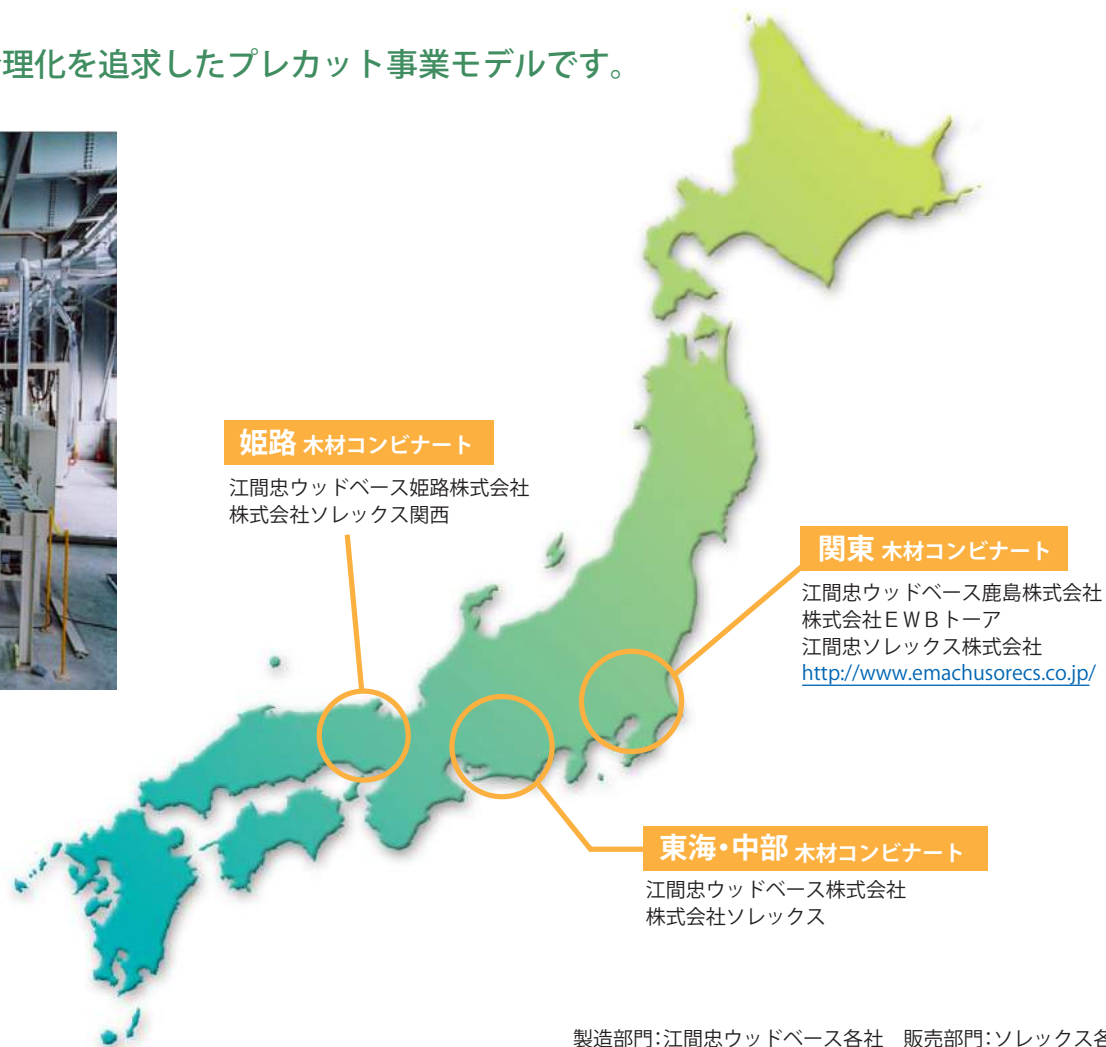 理化を追求したプレカット事業モデルです。
姫路 木材コンビナート
江間忠ウッドベース姫路株式会社
株式会社ソレックス関西
関東 木材コンビナート
江間忠ウッドベース鹿島株式会社
株式会社ＥＷＢトーア
江間忠ソレックス株式会社
http://www.emachusorecs.co.jp/
東海・中部 木材コンビナート
江間忠ウッドベース株式会社
株式会社ソレックス
製造部門：江間忠ウッドベース各社　販売部門：ソレックス各